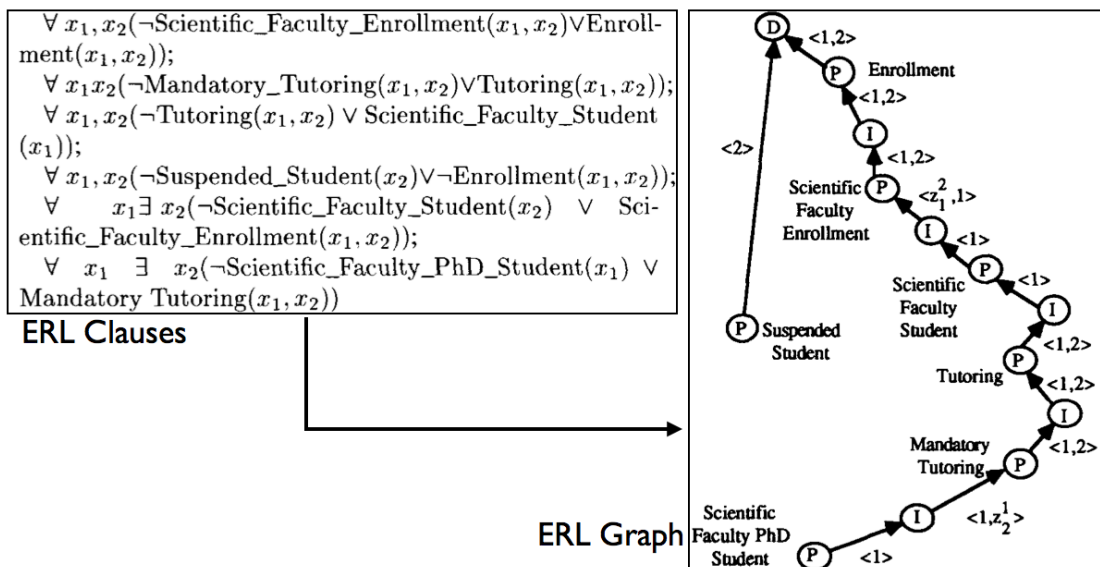 ∀ x₁,x₂(¬Scientific_Faculty_Enrollment(x₁,x₂)∨Enroll-
ment(x₁,x₂));
∀ x₁x₂(¬Mandatory_Tutoring(x₁,x₂)∨Tutoring(x₁,x₂));
∀ x₁,x₂(¬Tutoring(x₁,x₂) ∨ Scientific_Faculty_Student
(x₁));
∀ x₁,x₂(¬Suspended_Student(x₂)∨¬Enrollment(x₁,x₂));
∀ x₁∃ x₂(¬Scientific_Faculty_Student(x₂) ∨ Sci-
entific_Faculty_Enrollment(x₁,x₂));
∀ x₁ ∃ x₂(¬Scientific_Faculty_PhD_Student(x₁) ∨
Mandatory Tutoring(x₁,x₂))
ERL Clauses
D
<1,2>
P
Enrollment
<1,2>
I
<2>
<1,2>
P
Scientific
Faculty
Enrollment
<z₁²,1>
I
<1>
P
Scientific
Faculty
Student
<1>
I
P
Suspended
Student
<1,2>
P
Tutoring
<1,2>
I
Mandatory
Tutoring
<1,2>
P
<1,z₂¹>
I
Scientific
Faculty PhD
Student
<1>
P
ERL Graph